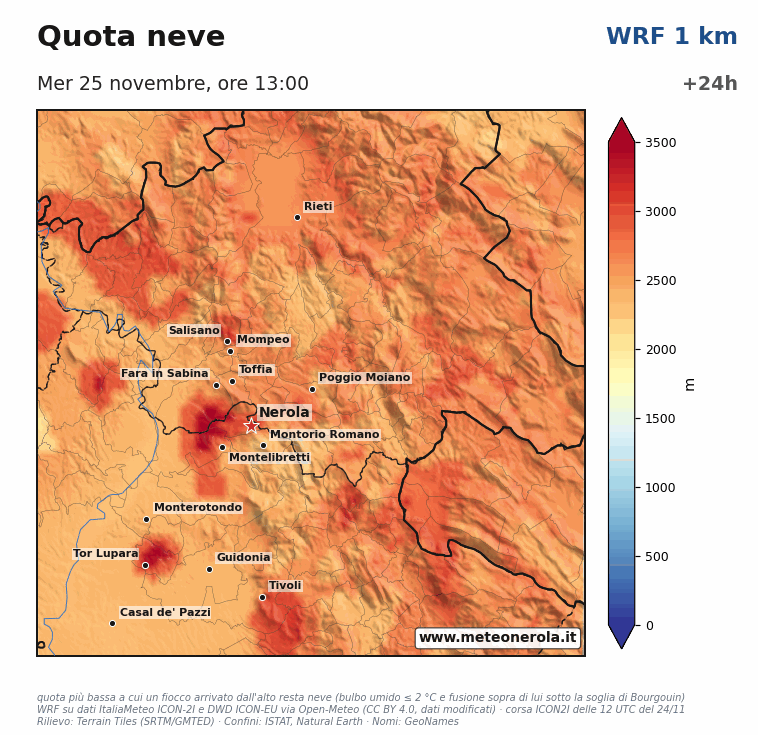 Quota neve
WRF 1 km
Mer 25 novembre, ore 13:00
+24h
3500
3000
2500
2000
1500
1000
500
0
m
Rieti
Salisano
Mompeo
Fara in Sabina
Toffia
Poggio Moiano
Nerola
Montorio Romano
Montelibretti
Monterotondo
Tor Lupara
Guidonia
Tivoli
Casal de' Pazzi
www.meteonerola.it
quota più bassa a cui un fiocco arrivato dall'alto resta neve (bulbo umido ≤ 2 °C e fusione sopra di lui sotto la soglia di Bourgouin)
WRF su dati ItaliaMeteo ICON-2I e DWD ICON-EU via Open-Meteo (CC BY 4.0, dati modificati) · corsa ICON2I delle 12 UTC del 24/11
Rilievo: Terrain Tiles (SRTM/GMTED) · Confini: ISTAT, Natural Earth · Nomi: GeoNames